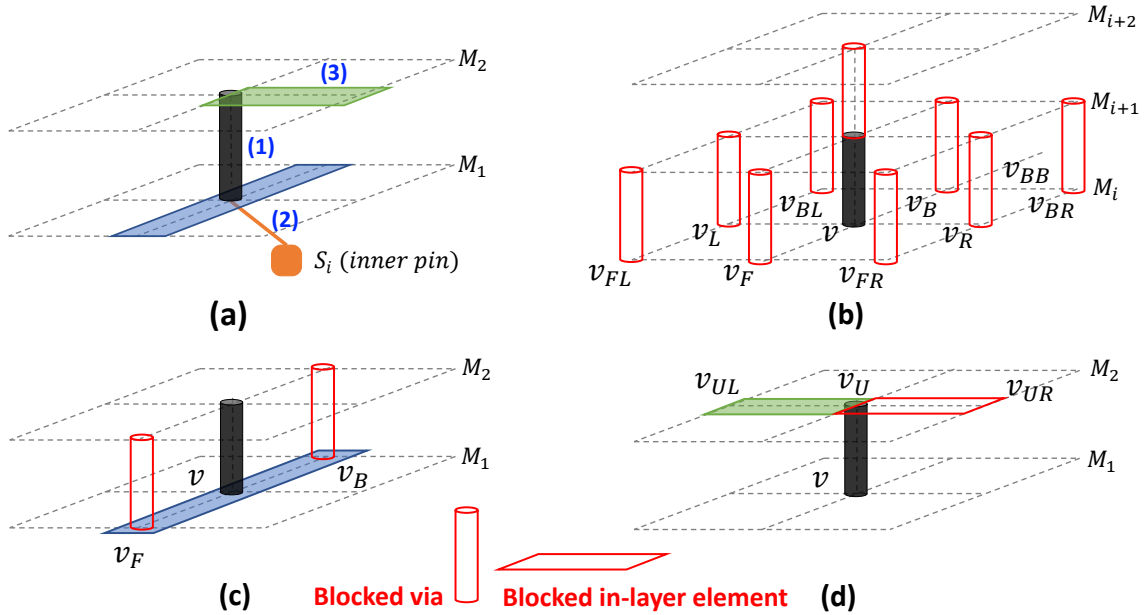 M_2
(3)
(1)
M_1
(2)
S_i (inner pin)
(a)
M_{i+2}
M_{i+1}
M_i
v_{BB}
v_{BL}
v_B
v_{BR}
v_L
v
v_R
v_{FL}
v_F
v_{FR}
(b)
M_2
M_1
v
v_B
v_F
(c)
v_{UL}
v_U
v_{UR}
M_2
M_1
v
(d)
Blocked via
Blocked in-layer element